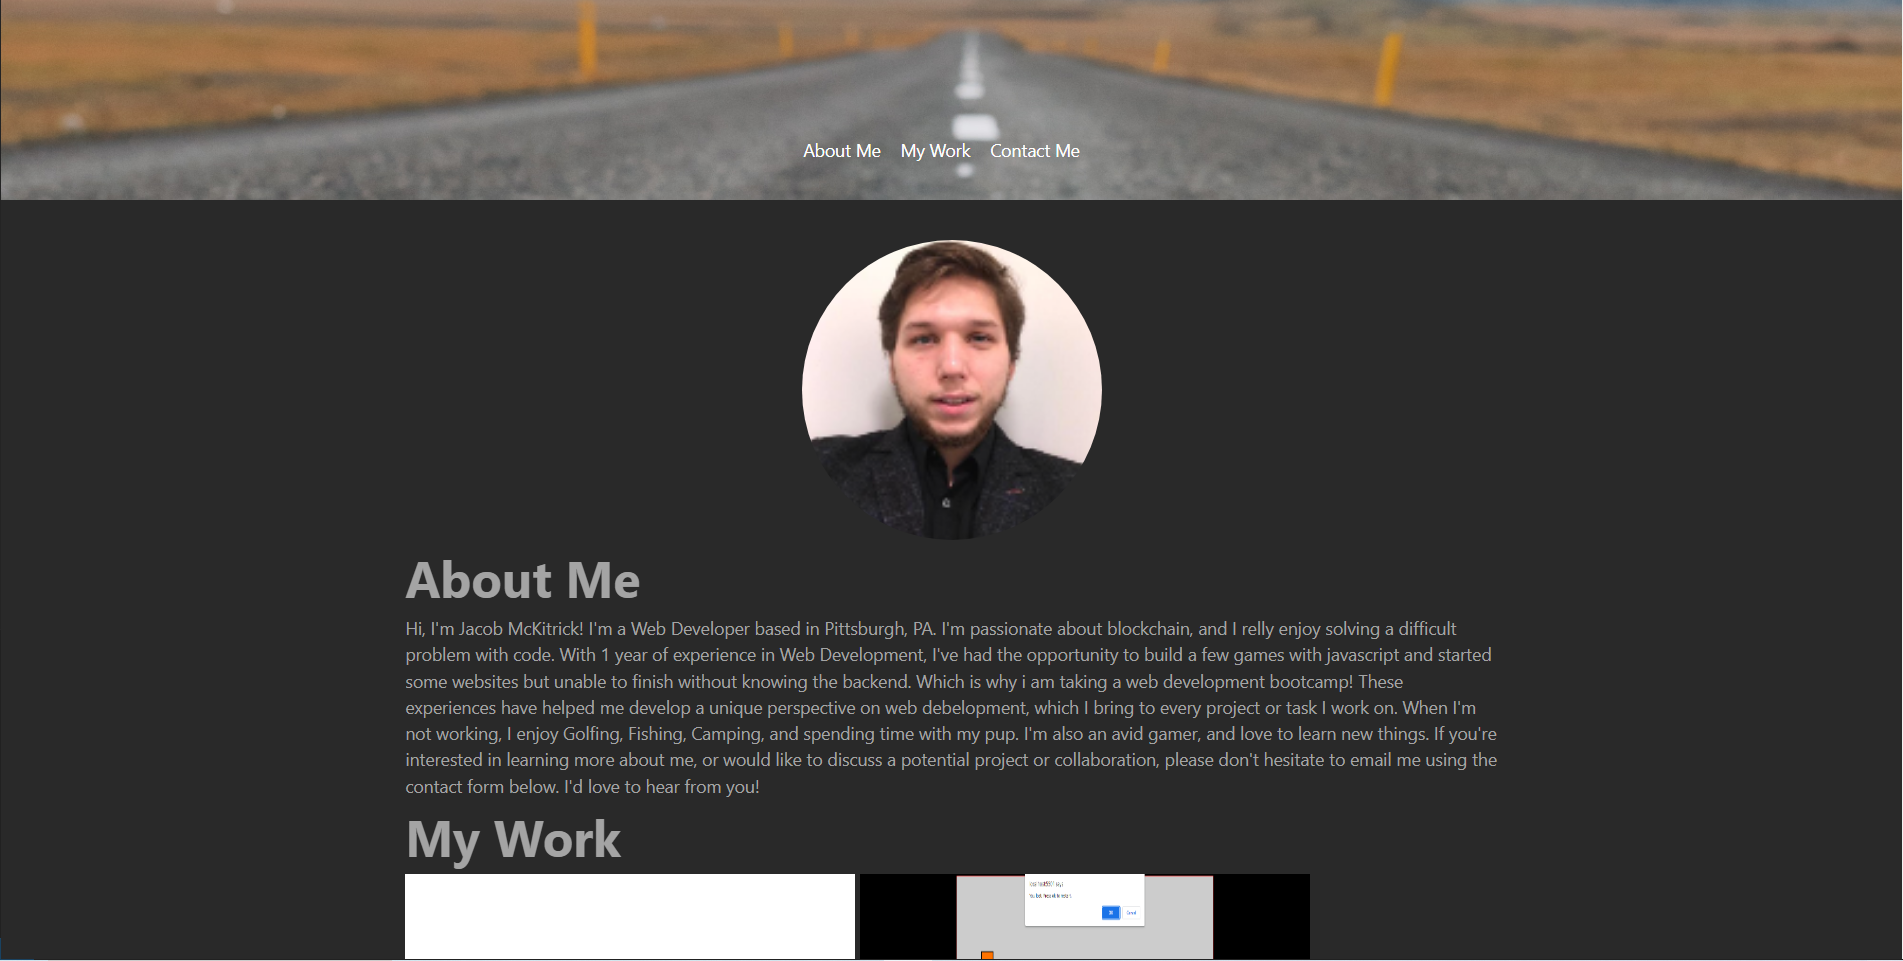 About Me My Work Contact Me
About Me
Hi, I'm Jacob McKitrick! I'm a Web Developer based in Pittsburgh, PA. I'm passionate about blockchain, and I relly enjoy solving a difficult
problem with code. With 1 year of experience in Web Development, I've had the opportunity to build a few games with javascript and started
some websites but unable to finish without knowing the backend. Which is why i am taking a web development bootcamp! These
experiences have helped me develop a unique perspective on web debelopment, which I bring to every project or task I work on. When I'm
not working, I enjoy Golfing, Fishing, Camping, and spending time with my pup. I'm also an avid gamer, and love to learn new things. If you're
interested in learning more about me, or would like to discuss a potential project or collaboration, please don't hesitate to email me using the
contact form below. I'd love to hear from you!
My Work
OK Cancel